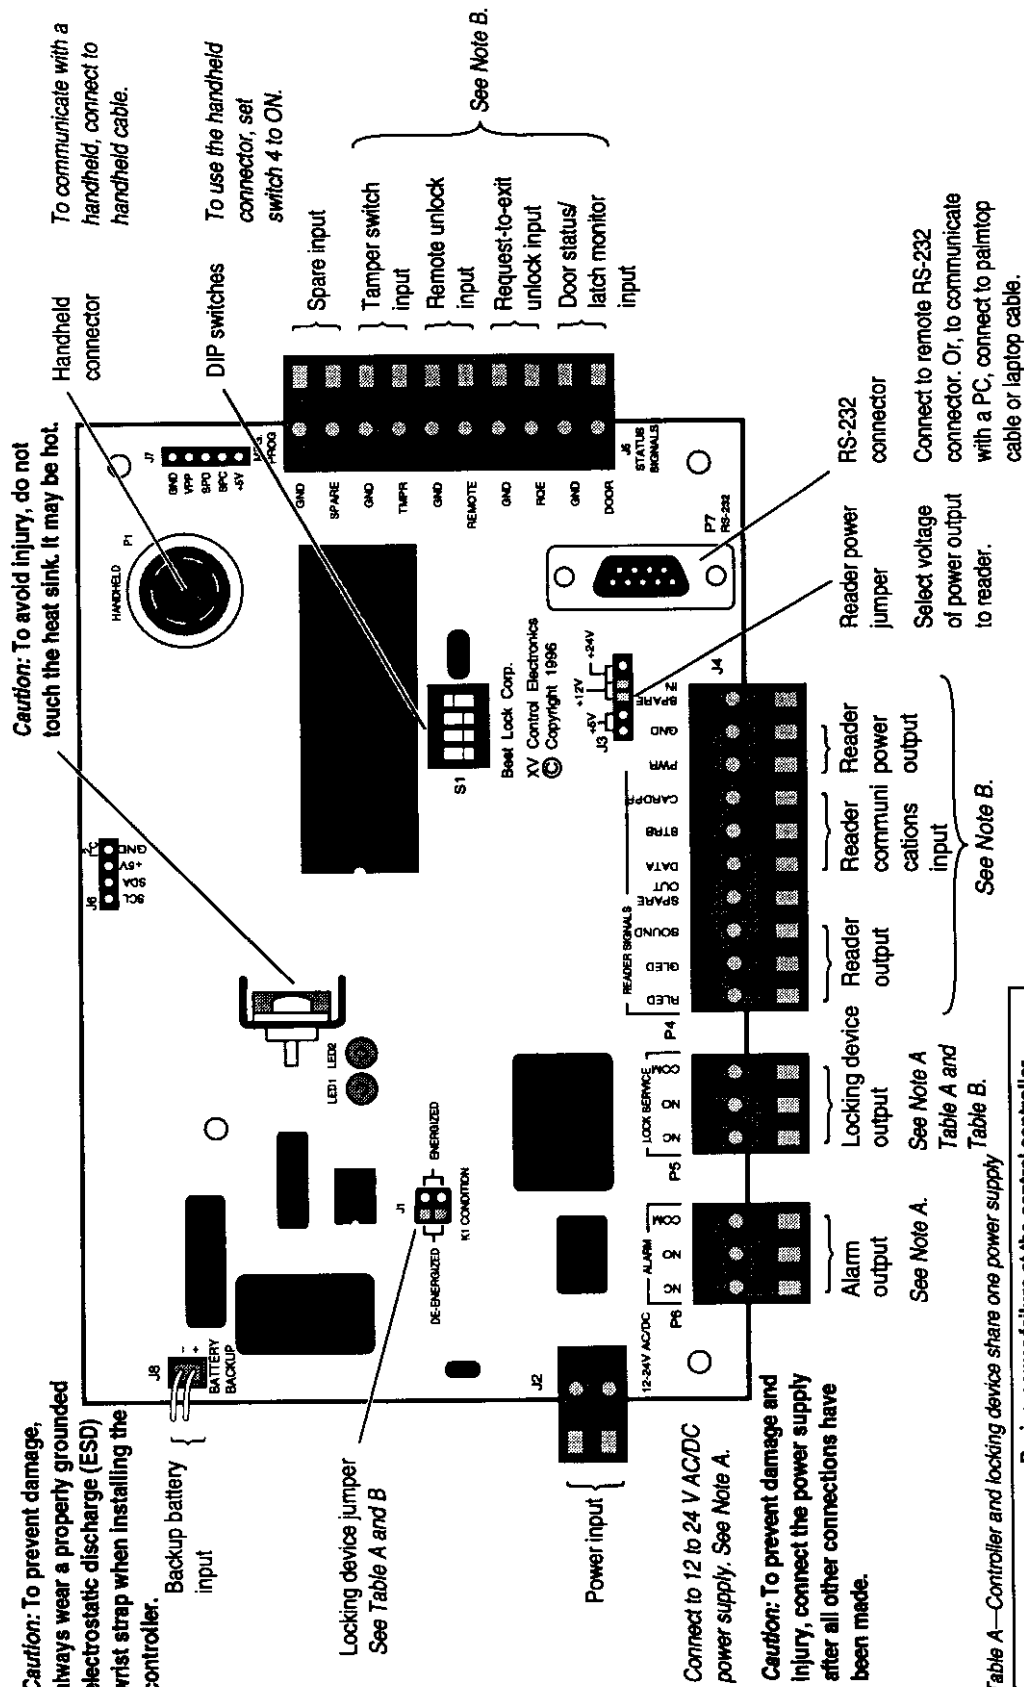 Caution: To prevent damage,
always wear a properly grounded
electrostatic discharge (ESD)
wrist strap when installing the
controller.
Backup battery
input
Locking device jumper
See Table A and B
Power input
Connect to 12 to 24 V AC/DC
power supply. See Note A.
Caution: To prevent damage and
injury, connect the power supply
after all other connections have
been made.
Caution: To avoid injury, do not
touch the heat sink. It may be hot.
Handheld
connector
To communicate with a
handheld, connect to
handheld cable.
DIP switches
To use the handheld
connector, set
switch 4 to ON.
Spare input
Tamper switch
input
Remote unlock
input
Request-to-exit
unlock input
Door status/
latch monitor
input
See Note B.
J8
- +
BATTERY
BACKUP
J6
SCL
SDA
+5V
GND
HANDHELD
P1
J7
GND
VPP
SPD
SPC
+5V
PROG
LED1
LED2
J1
DE-ENERGIZED
ENERGIZED
K1 CONDITION
S1
Best Lock Corp.
XV Control Electronics
© Copyright 1996
J3
+5V
+12V
+24V
GND
SPARE
GND
TMPR
GND
REMOTE
GND
RQE
GND
DOOR
J5
STATUS
SIGNALS
P7
RS-232
J2
12-24V AC/DC
P6
ALARM
NC
NO
COM
P5
LOCK SERVICE
NC
NO
COM
P4
READER SIGNALS
RLED
GLED
SOUND
SPARE
OUT
DATA
STRB
CARDPR
PWR
GND
SPARE
IN
J4
Alarm
output
See Note A.
Locking device
output
See Note A
Table A and
Table B.
Reader
output
Reader
communi
cations
input
Reader
power
output
See Note B.
Reader power
jumper
Select voltage
of power output
to reader.
RS-232
connector
Connect to remote RS-232
connector. Or, to communicate
with a PC, connect to palmtop
cable or laptop cable.
Table A—Controller and locking device share one power supply